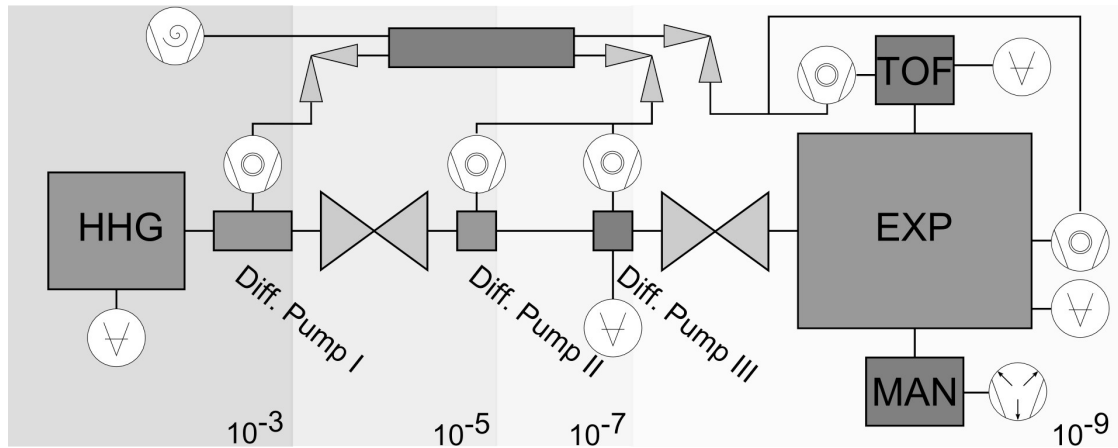 TOF
HHG
EXP
Diff. Pump I
Diff. Pump II
Diff. Pump III
MAN
10⁻³
10⁻⁵
10⁻⁷
10⁻⁹